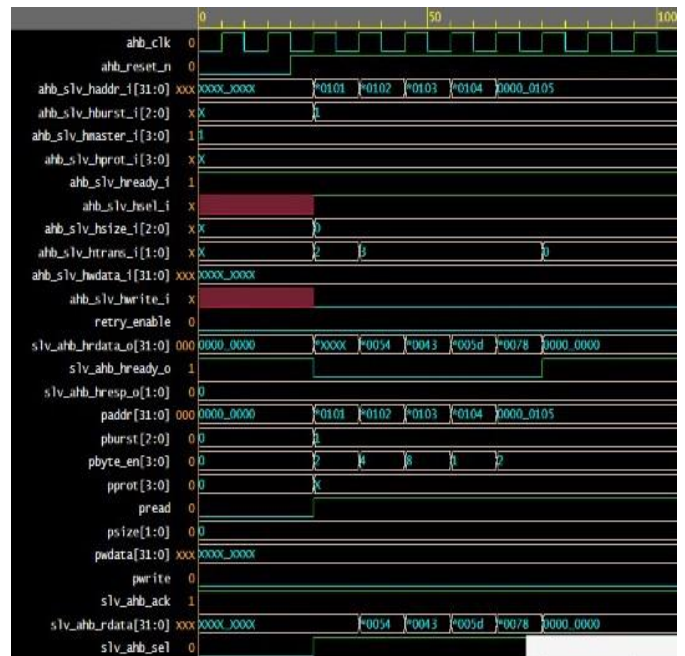 0 50 100
ahb_clk 0
ahb_reset_n 0
ahb_slv_haddr_i[31:0] xxx XXXX_XXXX *0101 *0102 *0103 *0104 0000_0105
ahb_slv_hburst_i[2:0] x X 1
ahb_slv_hmaster_i[3:0] 1 1
ahb_slv_hprot_i[3:0] x X
ahb_slv_hready_i 1
ahb_slv_hsel_i x
ahb_slv_hsize_i[2:0] x X 0
ahb_slv_htrans_i[1:0] x X 2 3 0
ahb_slv_hwdata_i[31:0] xxx XXXX_XXXX
ahb_slv_hwrite_i x
retry_enable 0
slv_ahb_hrdata_o[31:0] 000 0000_0000 *XXXX *0054 *0043 *005d *0078 0000_0000
slv_ahb_hready_o 1
slv_ahb_hresp_o[1:0] 0 0
paddr[31:0] 000 0000_0000 *0101 *0102 *0103 *0104 0000_0105
pburst[2:0] 0 0 1
pbyte_en[3:0] 0 0 2 4 8 1 2
pprot[3:0] 0 0 X
pread 0
psize[1:0] 0 0
pwdata[31:0] xxx XXXX_XXXX
pwrite 0
slv_ahb_ack 1
slv_ahb_rdata[31:0] xxx XXXX_XXXX *0054 *0043 *005d *0078 0000_0000
slv_ahb_sel 0